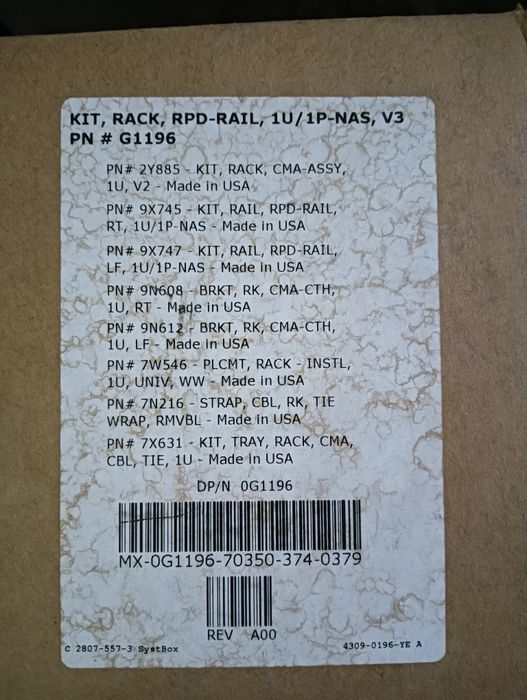 KIT, RACK, RPD-RAIL, 1U/1P-NAS, V3
PN # G1196
PN# 2Y885 - KIT, RACK, CMA-ASSY,
1U, V2 - Made in USA
PN# 9X745 - KIT, RAIL, RPD-RAIL,
RT, 1U/1P-NAS - Made in USA
PN# 9X747 - KIT, RAIL, RPD-RAIL,
LF, 1U/1P-NAS - Made in USA
PN# 9N608 - BRKT, RK, CMA-CTH,
1U, RT - Made in USA
PN# 9N612 - BRKT, RK, CMA-CTH,
1U, LF - Made in USA
PN# 7W546 - PLCMT, RACK - INSTL,
1U, UNIV, WW - Made in USA
PN# 7N216 - STRAP, CBL, RK, TIE
WRAP, RMVBL - Made in USA
PN# 7X631 - KIT, TRAY, RACK, CMA,
CBL, TIE, 1U - Made in USA
DP/N 0G1196
MX-0G1196-70350-374-0379
REV A00
C 2807-557-3 SystBox 4309-0196-YE A